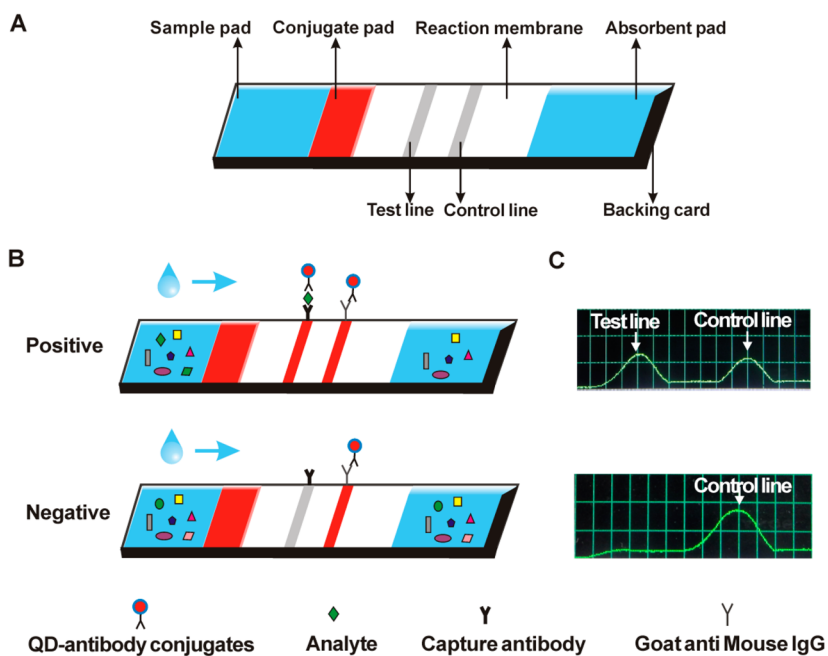 A
Sample pad
Conjugate pad
Reaction membrane
Absorbent pad
Test line
Control line
Backing card
B
C
Test line
Control line
Positive
Control line
Negative
QD-antibody conjugates
Analyte
Capture antibody
Goat anti Mouse IgG